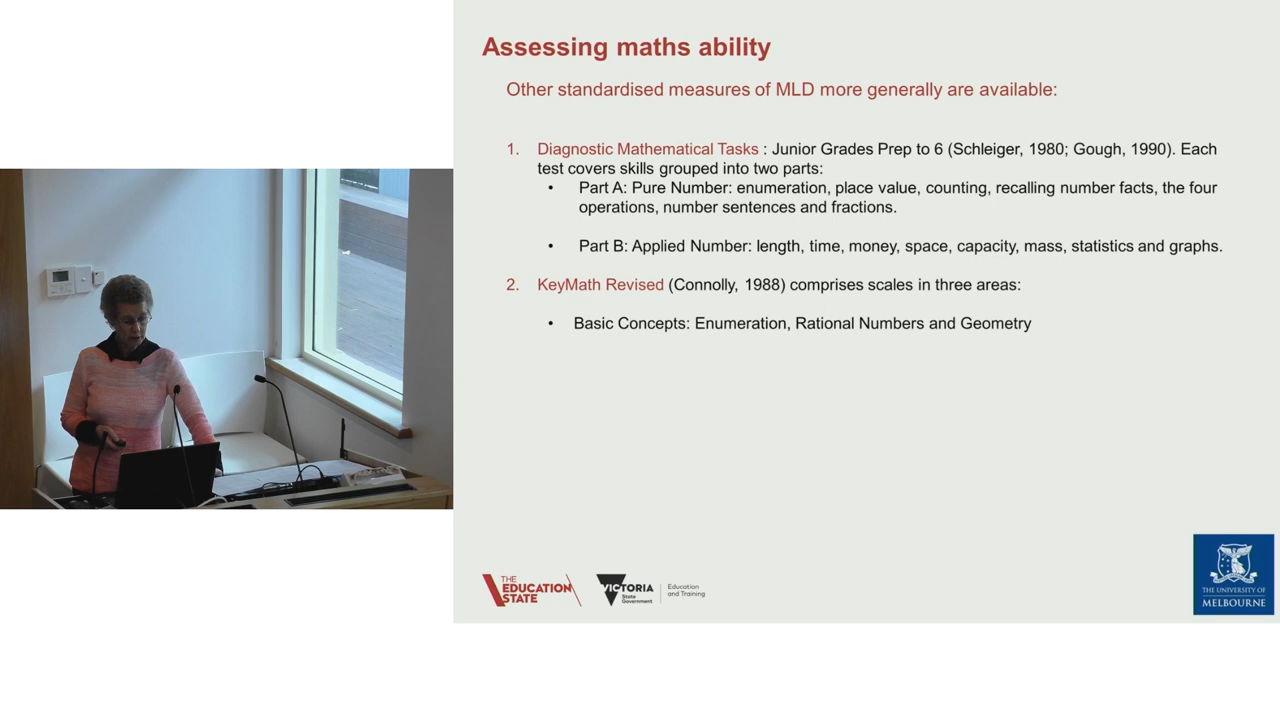 Assessing maths ability
Other standardised measures of MLD more generally are available:
1. Diagnostic Mathematical Tasks : Junior Grades Prep to 6 (Schleiger, 1980; Gough, 1990). Each
test covers skills grouped into two parts:
• Part A: Pure Number: enumeration, place value, counting, recalling number facts, the four
operations, number sentences and fractions.
• Part B: Applied Number: length, time, money, space, capacity, mass, statistics and graphs.
2. KeyMath Revised (Connolly, 1988) comprises scales in three areas:
• Basic Concepts: Enumeration, Rational Numbers and Geometry
THE
EDUCATION
STATE
VICTORIA
State
Government
Education
and Training
THE UNIVERSITY OF
MELBOURNE